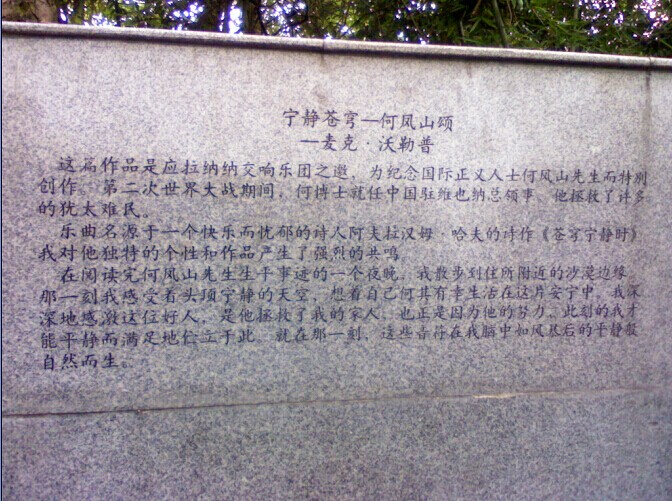 宁静苍穹—何凤山颂
—麦克·沃勒普
这篇作品是应拉纳纳交响乐团之邀，为纪念国际正义人士何凤山先生而特别
创作。第二次世界大战期间，何博士就任中国驻维也纳总领事，他拯救了许多
的犹太难民。
乐曲名源于一个快乐而忧郁的诗人阿夫拉汉姆·哈夫的诗作《苍穹宁静时》
我对他独特的个性和作品产生了强烈的共鸣。
在阅读完何凤山先生生平事迹的一个夜晚，我散步到住所附近的沙漠边缘，
那一刻我感受着头顶宁静的天空，想着自己何其有幸生活在这片安宁中，我深
深地感激这位好人，是他拯救了我的家人，也正是因为他的努力，此刻的我才
能平静而满足地伫立于此，就在那一刻，这些音符在我脑中如风暴后的平静般
自然而生。